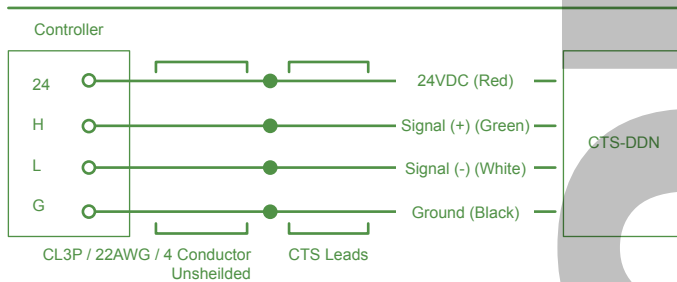 Controller
24
24VDC (Red)
H
Signal (+) (Green)
CTS-DDN
L
Signal (-) (White)
G
Ground (Black)
CL3P / 22AWG / 4 Conductor
Unsheilded
CTS Leads